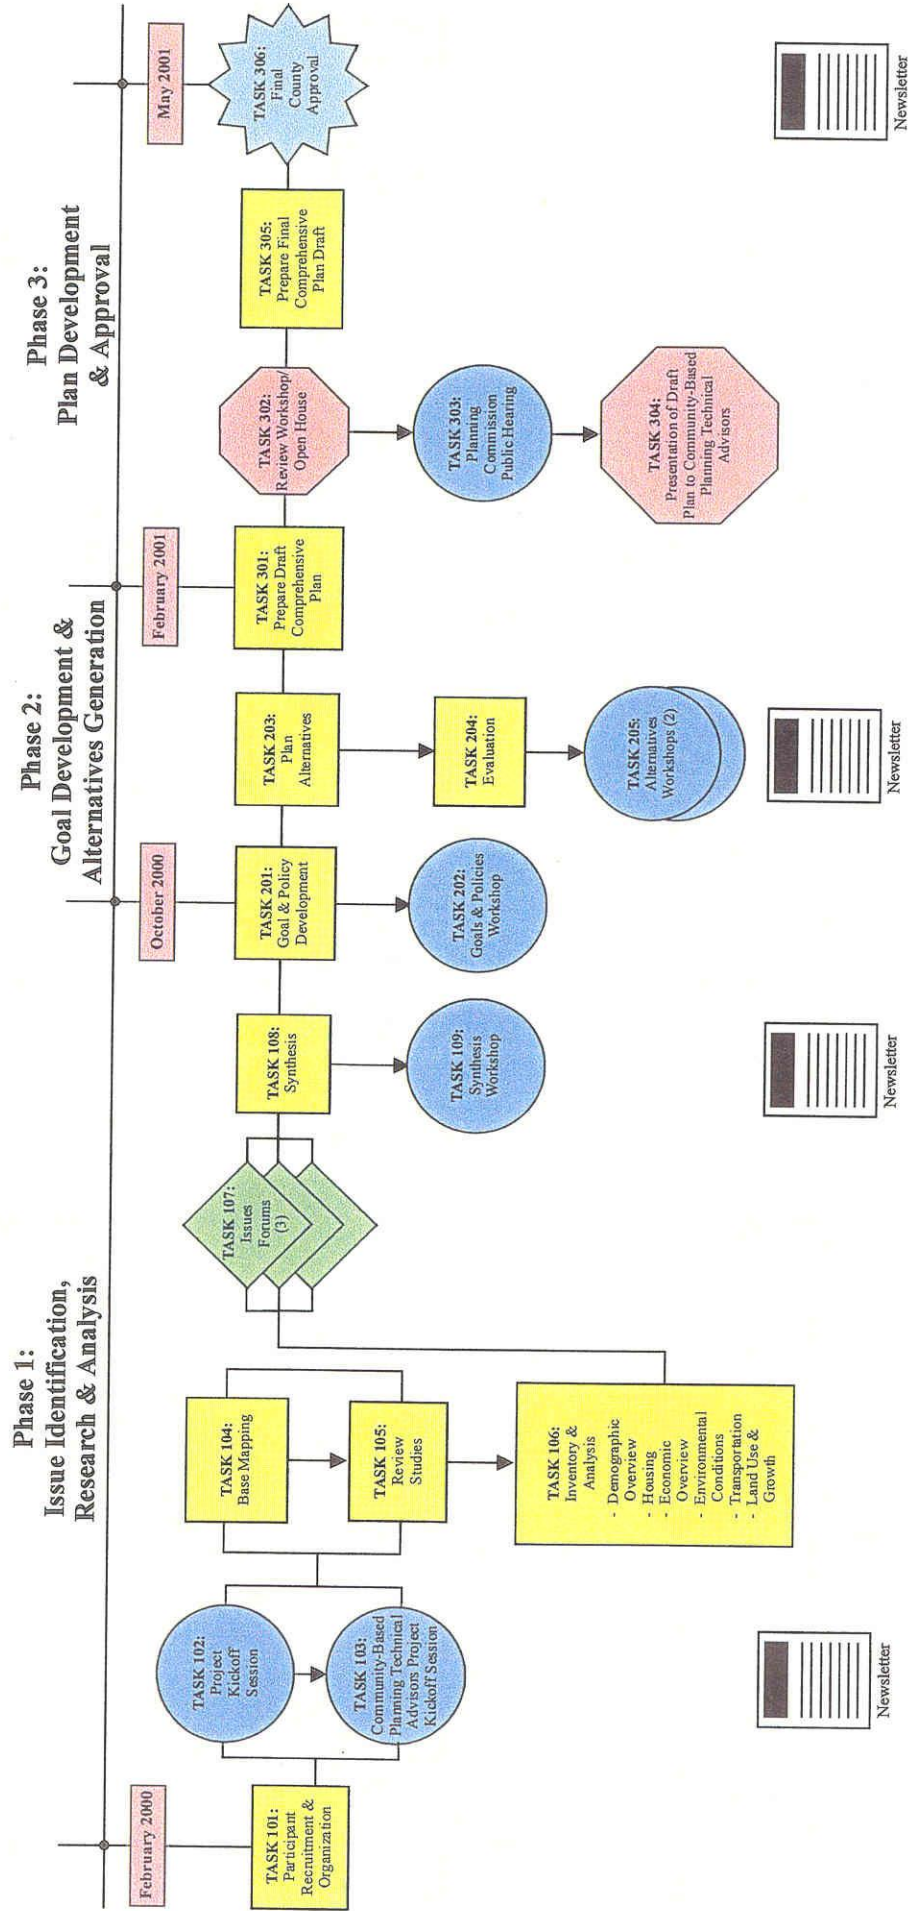 Phase 1:
Issue Identification,
Research & Analysis
Phase 2:
Goal Development &
Alternatives Generation
Phase 3:
Plan Development
& Approval
February 2000
October 2000
February 2001
May 2001
TASK 101:
Participant
Recruitment &
Organization
TASK 102:
Project
Kickoff
Session
TASK 103:
Community-Based
Planning Technical
Advisors Project
Kickoff Session
TASK 104:
Base Mapping
TASK 105:
Review
Studies
TASK 106:
Inventory &
Analysis
- Demographic
Overview
- Housing
- Economic
Overview
- Environmental
Conditions
- Transportation
- Land Use &
Growth
TASK 107:
Issues
Forums
(3)
TASK 108:
Synthesis
TASK 109:
Synthesis
Workshop
TASK 201:
Goal & Policy
Development
TASK 202:
Goals & Policies
Workshop
TASK 203:
Plan
Alternatives
TASK 204:
Evaluation
TASK 205:
Alternatives
Workshops (2)
TASK 301:
Prepare Draft
Comprehensive
Plan
TASK 302:
Review Workshop/
Open House
TASK 303:
Planning
Commission
Public Hearing
TASK 304:
Presentation of Draft
Plan to Community-Based
Planning Technical
Advisors
TASK 305:
Prepare Final
Comprehensive
Plan Draft
TASK 306:
Final
County
Approval
Newsletter
Newsletter
Newsletter
Newsletter